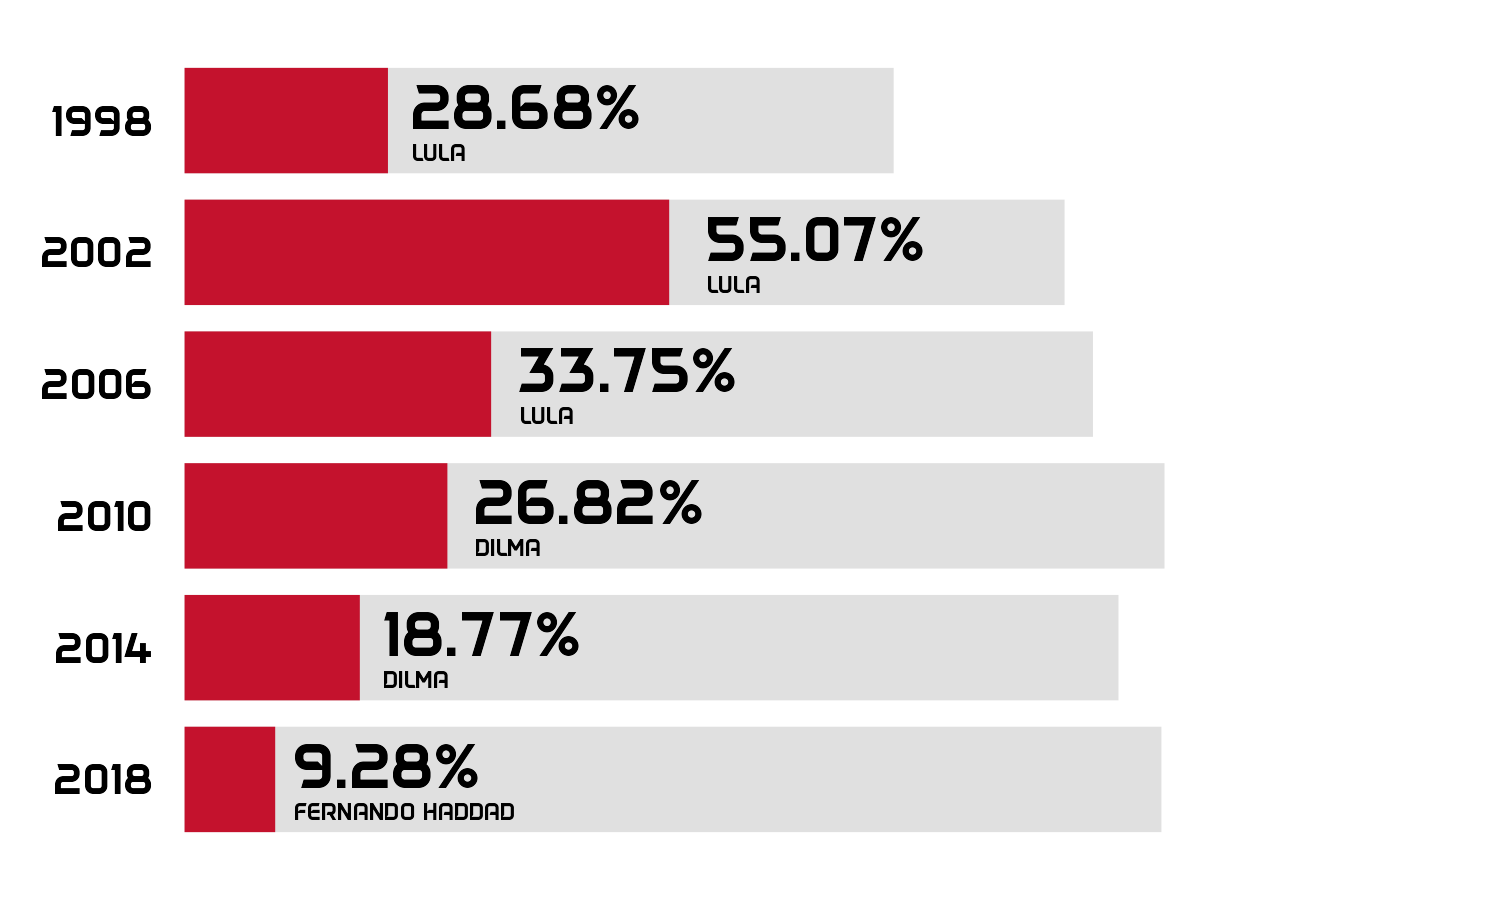 1998
28.68%
LULA
2002
55.07%
LULA
2006
33.75%
LULA
2010
26.82%
DILMA
2014
18.77%
DILMA
2018
9.28%
FERNANDO HADDAD